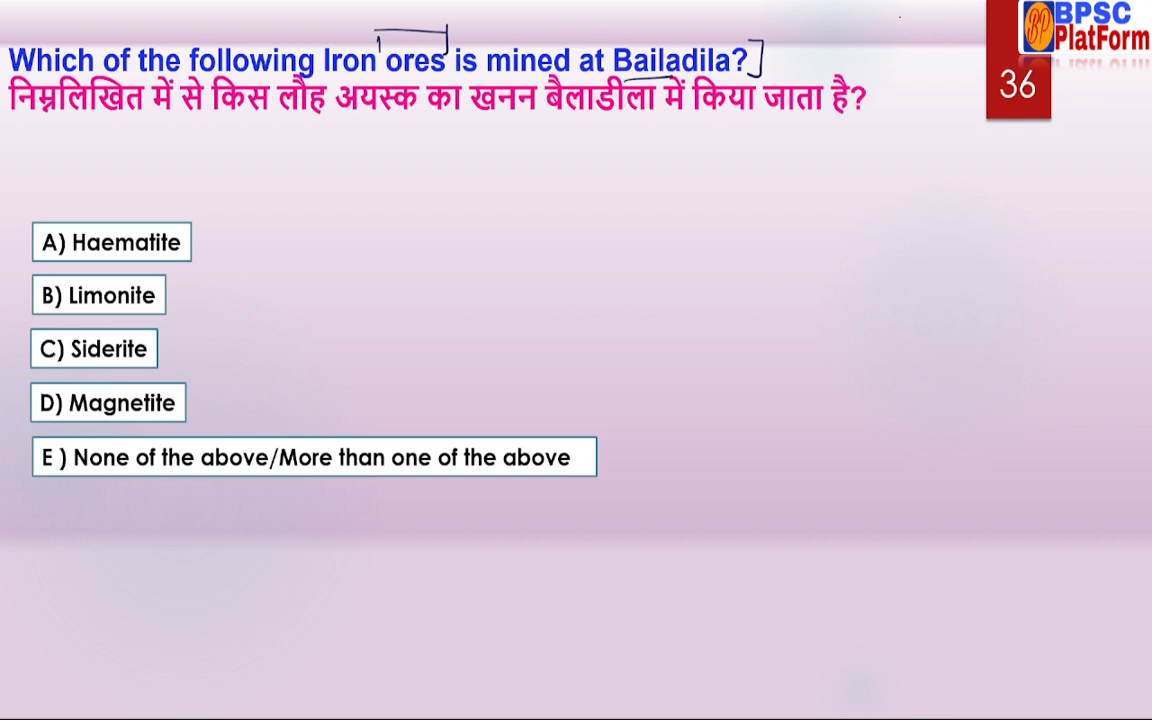 BPSC
PlatForm
36
Which of the following Iron ores is mined at Bailadila?
निम्नलिखित में से किस लौह अयस्क का खनन बैलाडीला में किया जाता है?
A) Haematite
B) Limonite
C) Siderite
D) Magnetite
E ) None of the above/More than one of the above